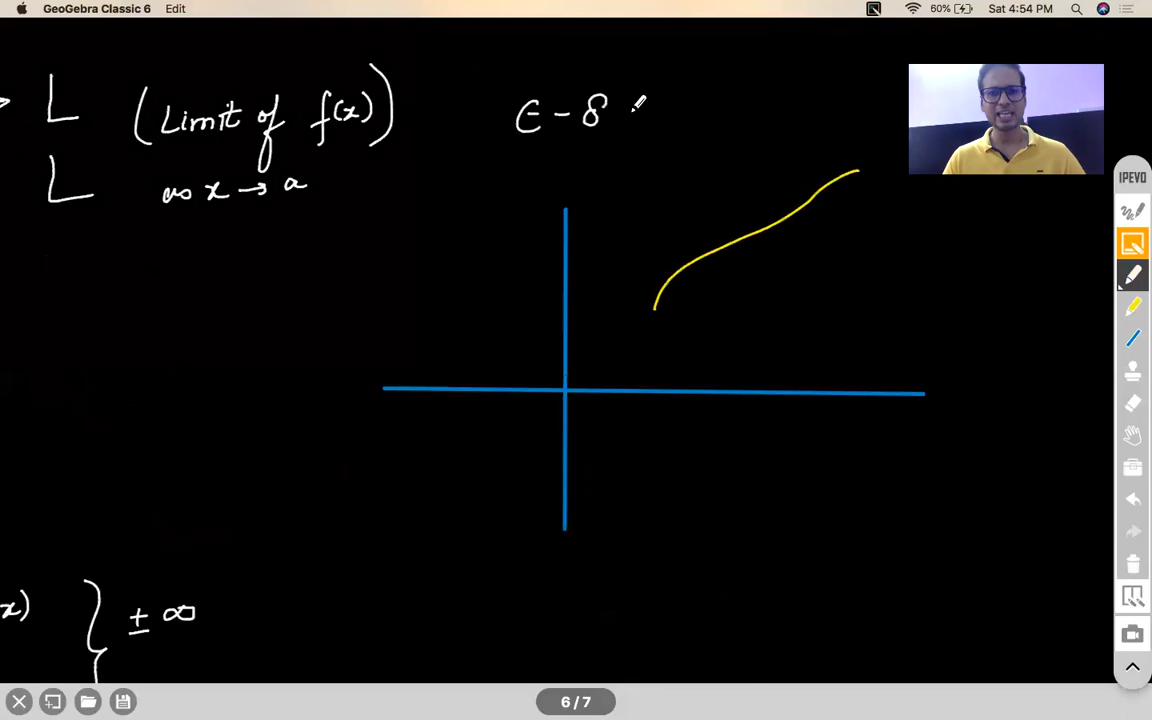 GeoGebra Classic 6 Edit
60% Sat 4:54 PM
L (Limit of f(x))
L as x → a
ϵ - δ
IPEVO
x) } ± ∞
6 / 7